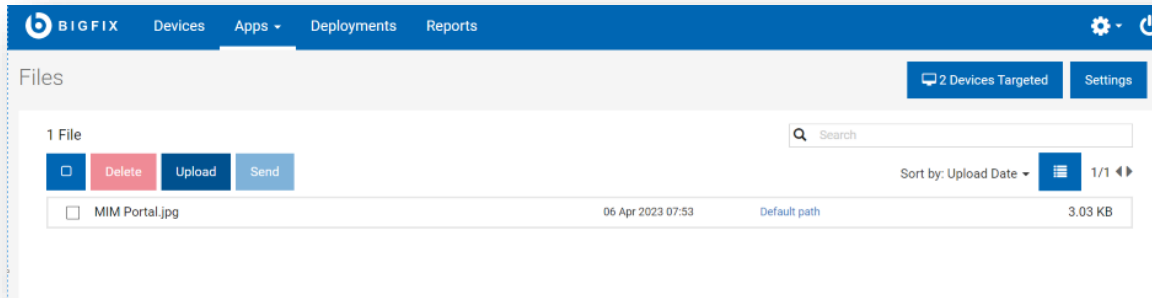 BIGFIX Devices Apps Deployments Reports
Files
2 Devices Targeted Settings
1 File
Search
Delete Upload Send
Sort by: Upload Date 1/1
MIM Portal.jpg 06 Apr 2023 07:53 Default path 3.03 KB